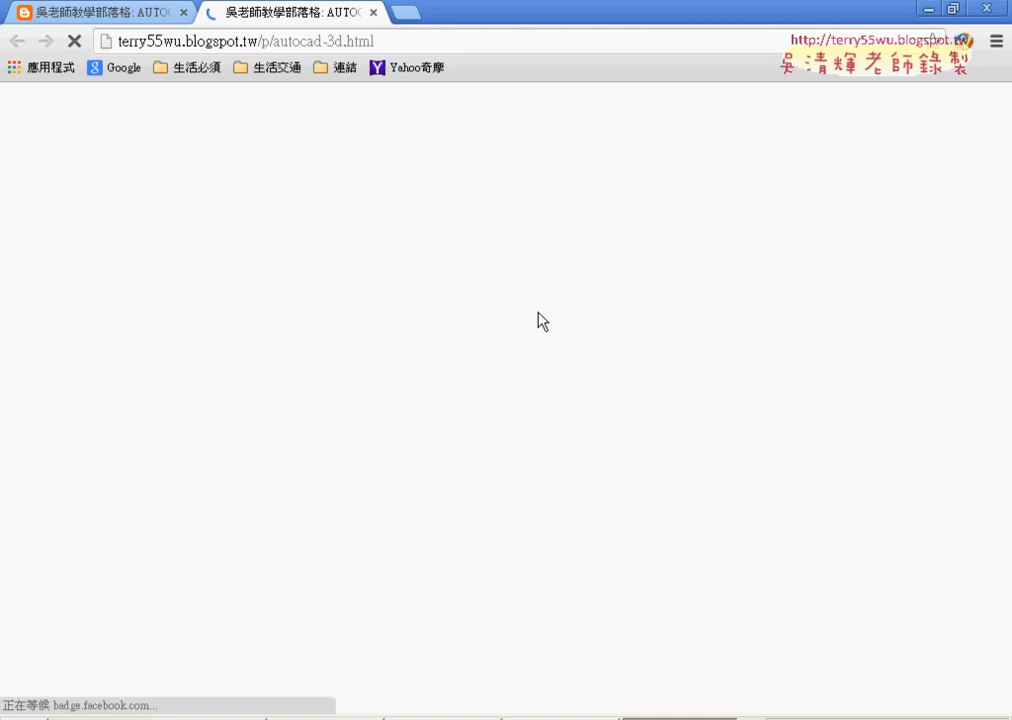 吳老師教學部落格: AUTOC
吳老師教學部落格: AUTOC
terry55wu.blogspot.tw/p/autocad-3d.html
http://terry55wu.blogspot.tw
吳清輝老師錄製
應用程式
Google
生活必須
生活交通
連結
Yahoo奇摩
正在等候 badge.facebook.com...